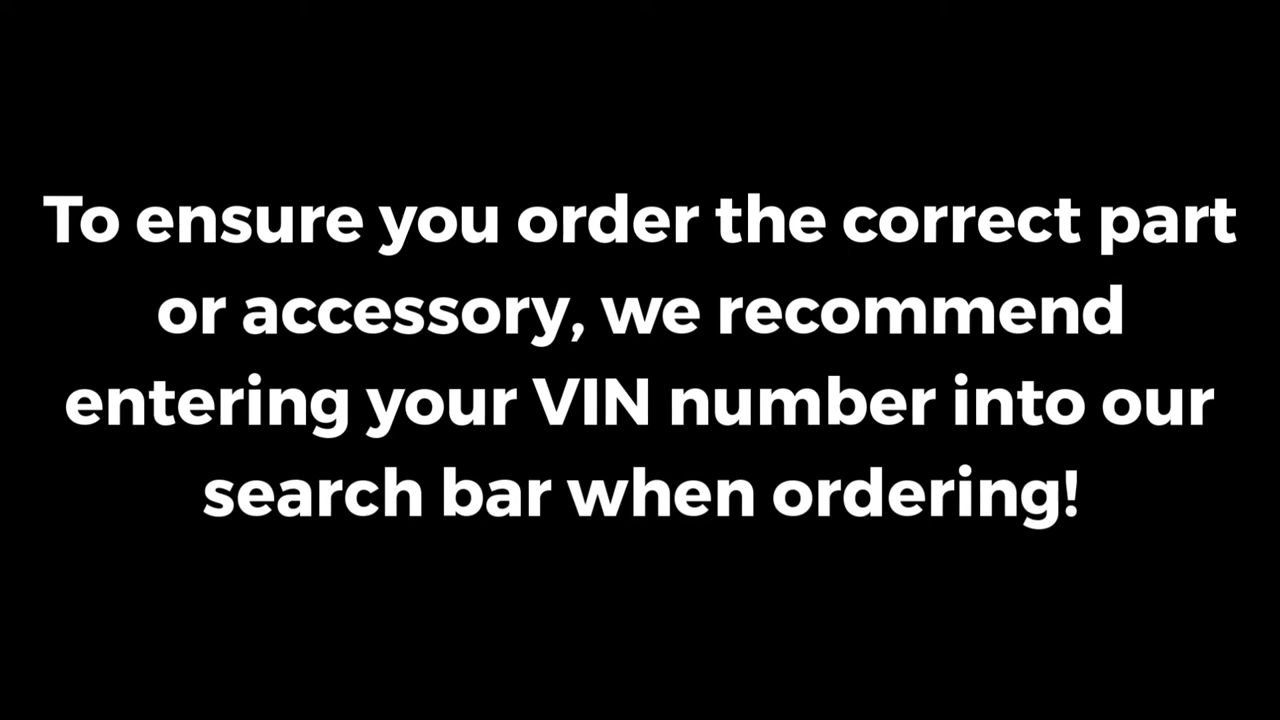 To ensure you order the correct part
or accessory, we recommend
entering your VIN number into our
search bar when ordering!